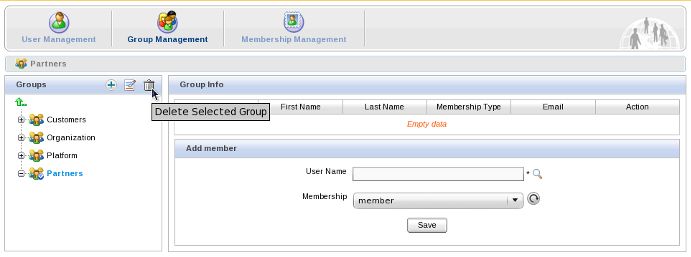 User Management
Group Management
Membership Management
Partners
Groups
Group Info
Delete Selected Group
First Name
Last Name
Membership Type
Email
Action
Empty data
Customers
Organization
Platform
Partners
Add member
User Name
*
Membership
member
Save